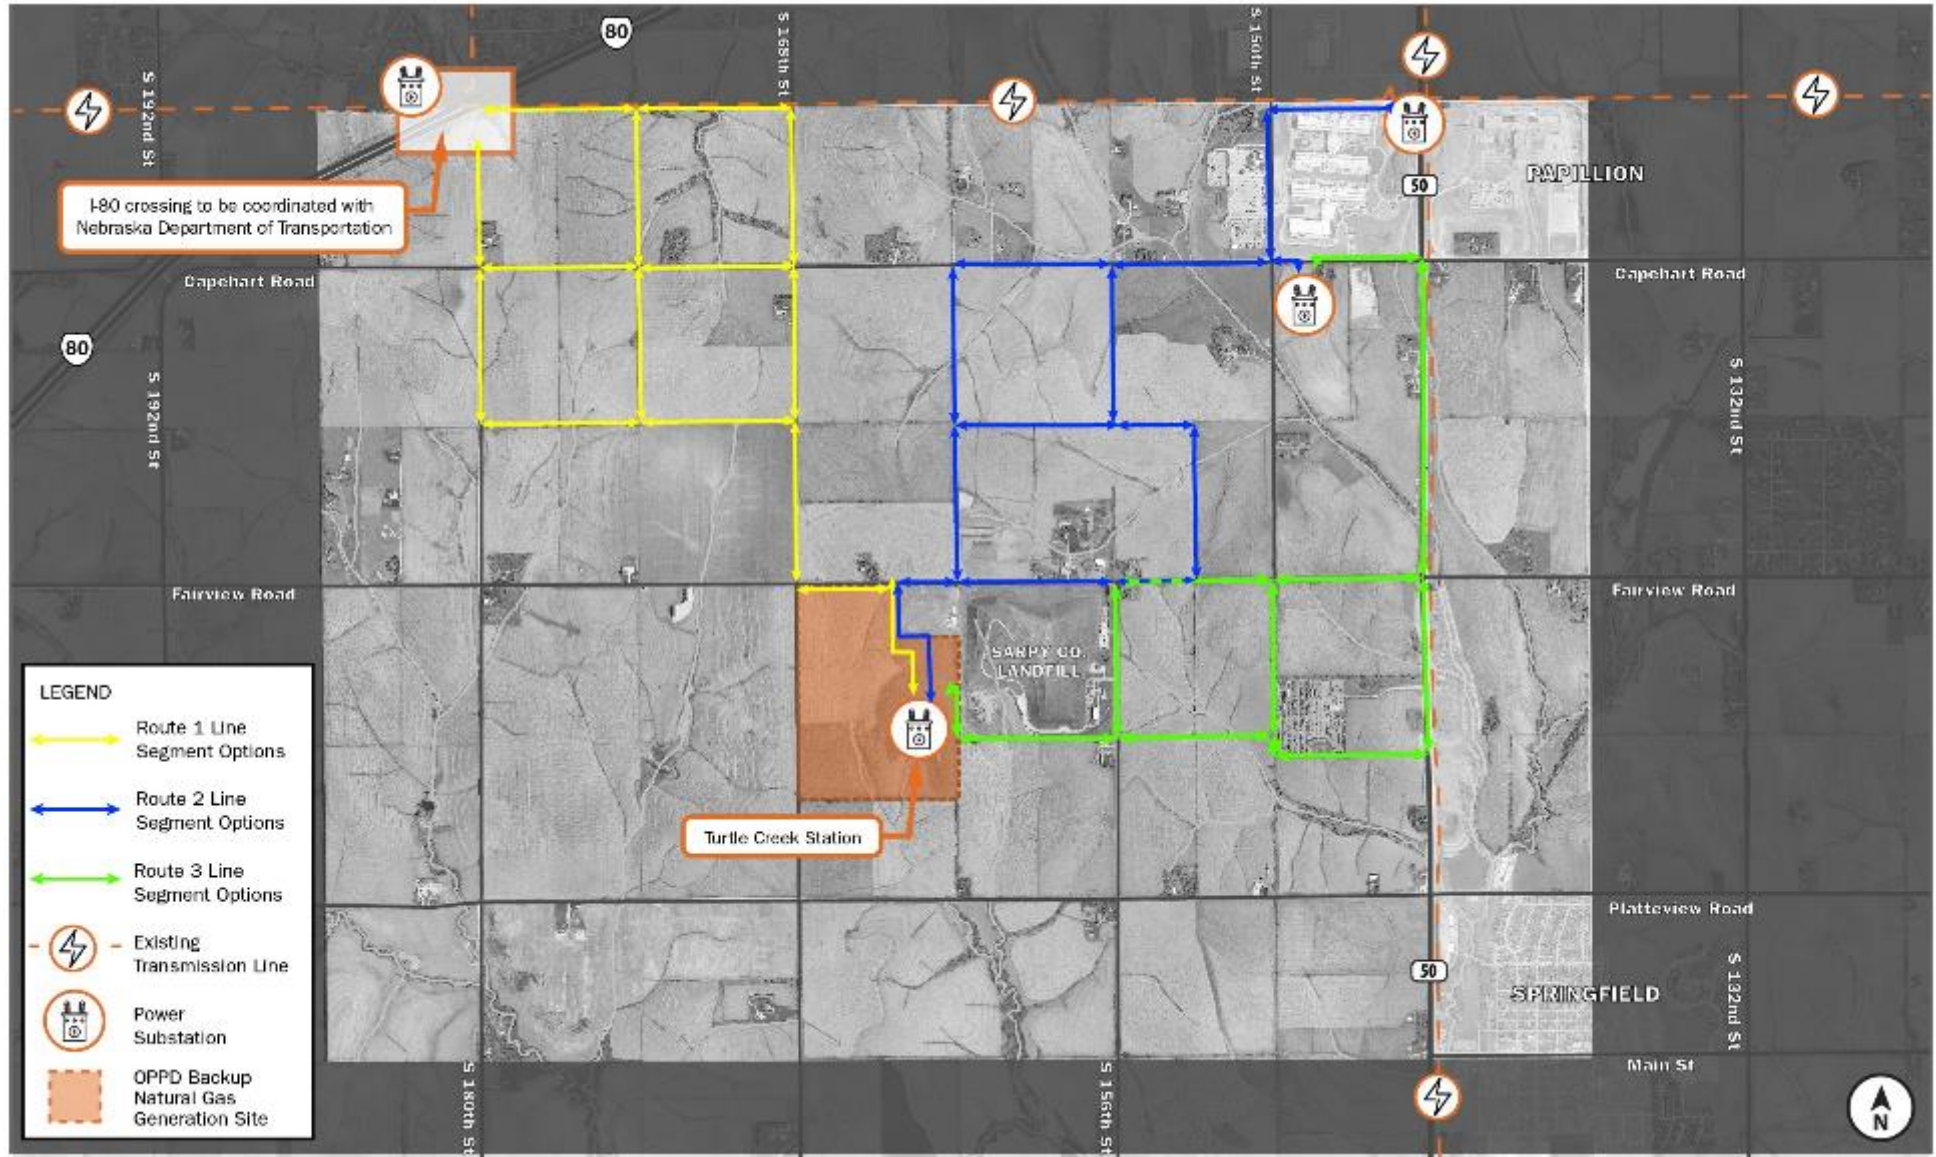 80
S 168th St
S 150th St
S 192nd St
50
PAPILLION
I-80 crossing to be coordinated with
Nebraska Department of Transportation
Capehart Road
Capehart Road
80
S 192nd St
S 132nd St
Fairview Road
Fairview Road
SARPY CO.
LANDFILL
LEGEND
Route 1 Line
Segment Options
Route 2 Line
Segment Options
Route 3 Line
Segment Options
Existing
Transmission Line
Power
Substation
OPPD Backup
Natural Gas
Generation Site
Turtle Creek Station
Platteview Road
50
SPRINGFIELD
S 132nd St
Main St
S 180th St
S 156th St
N